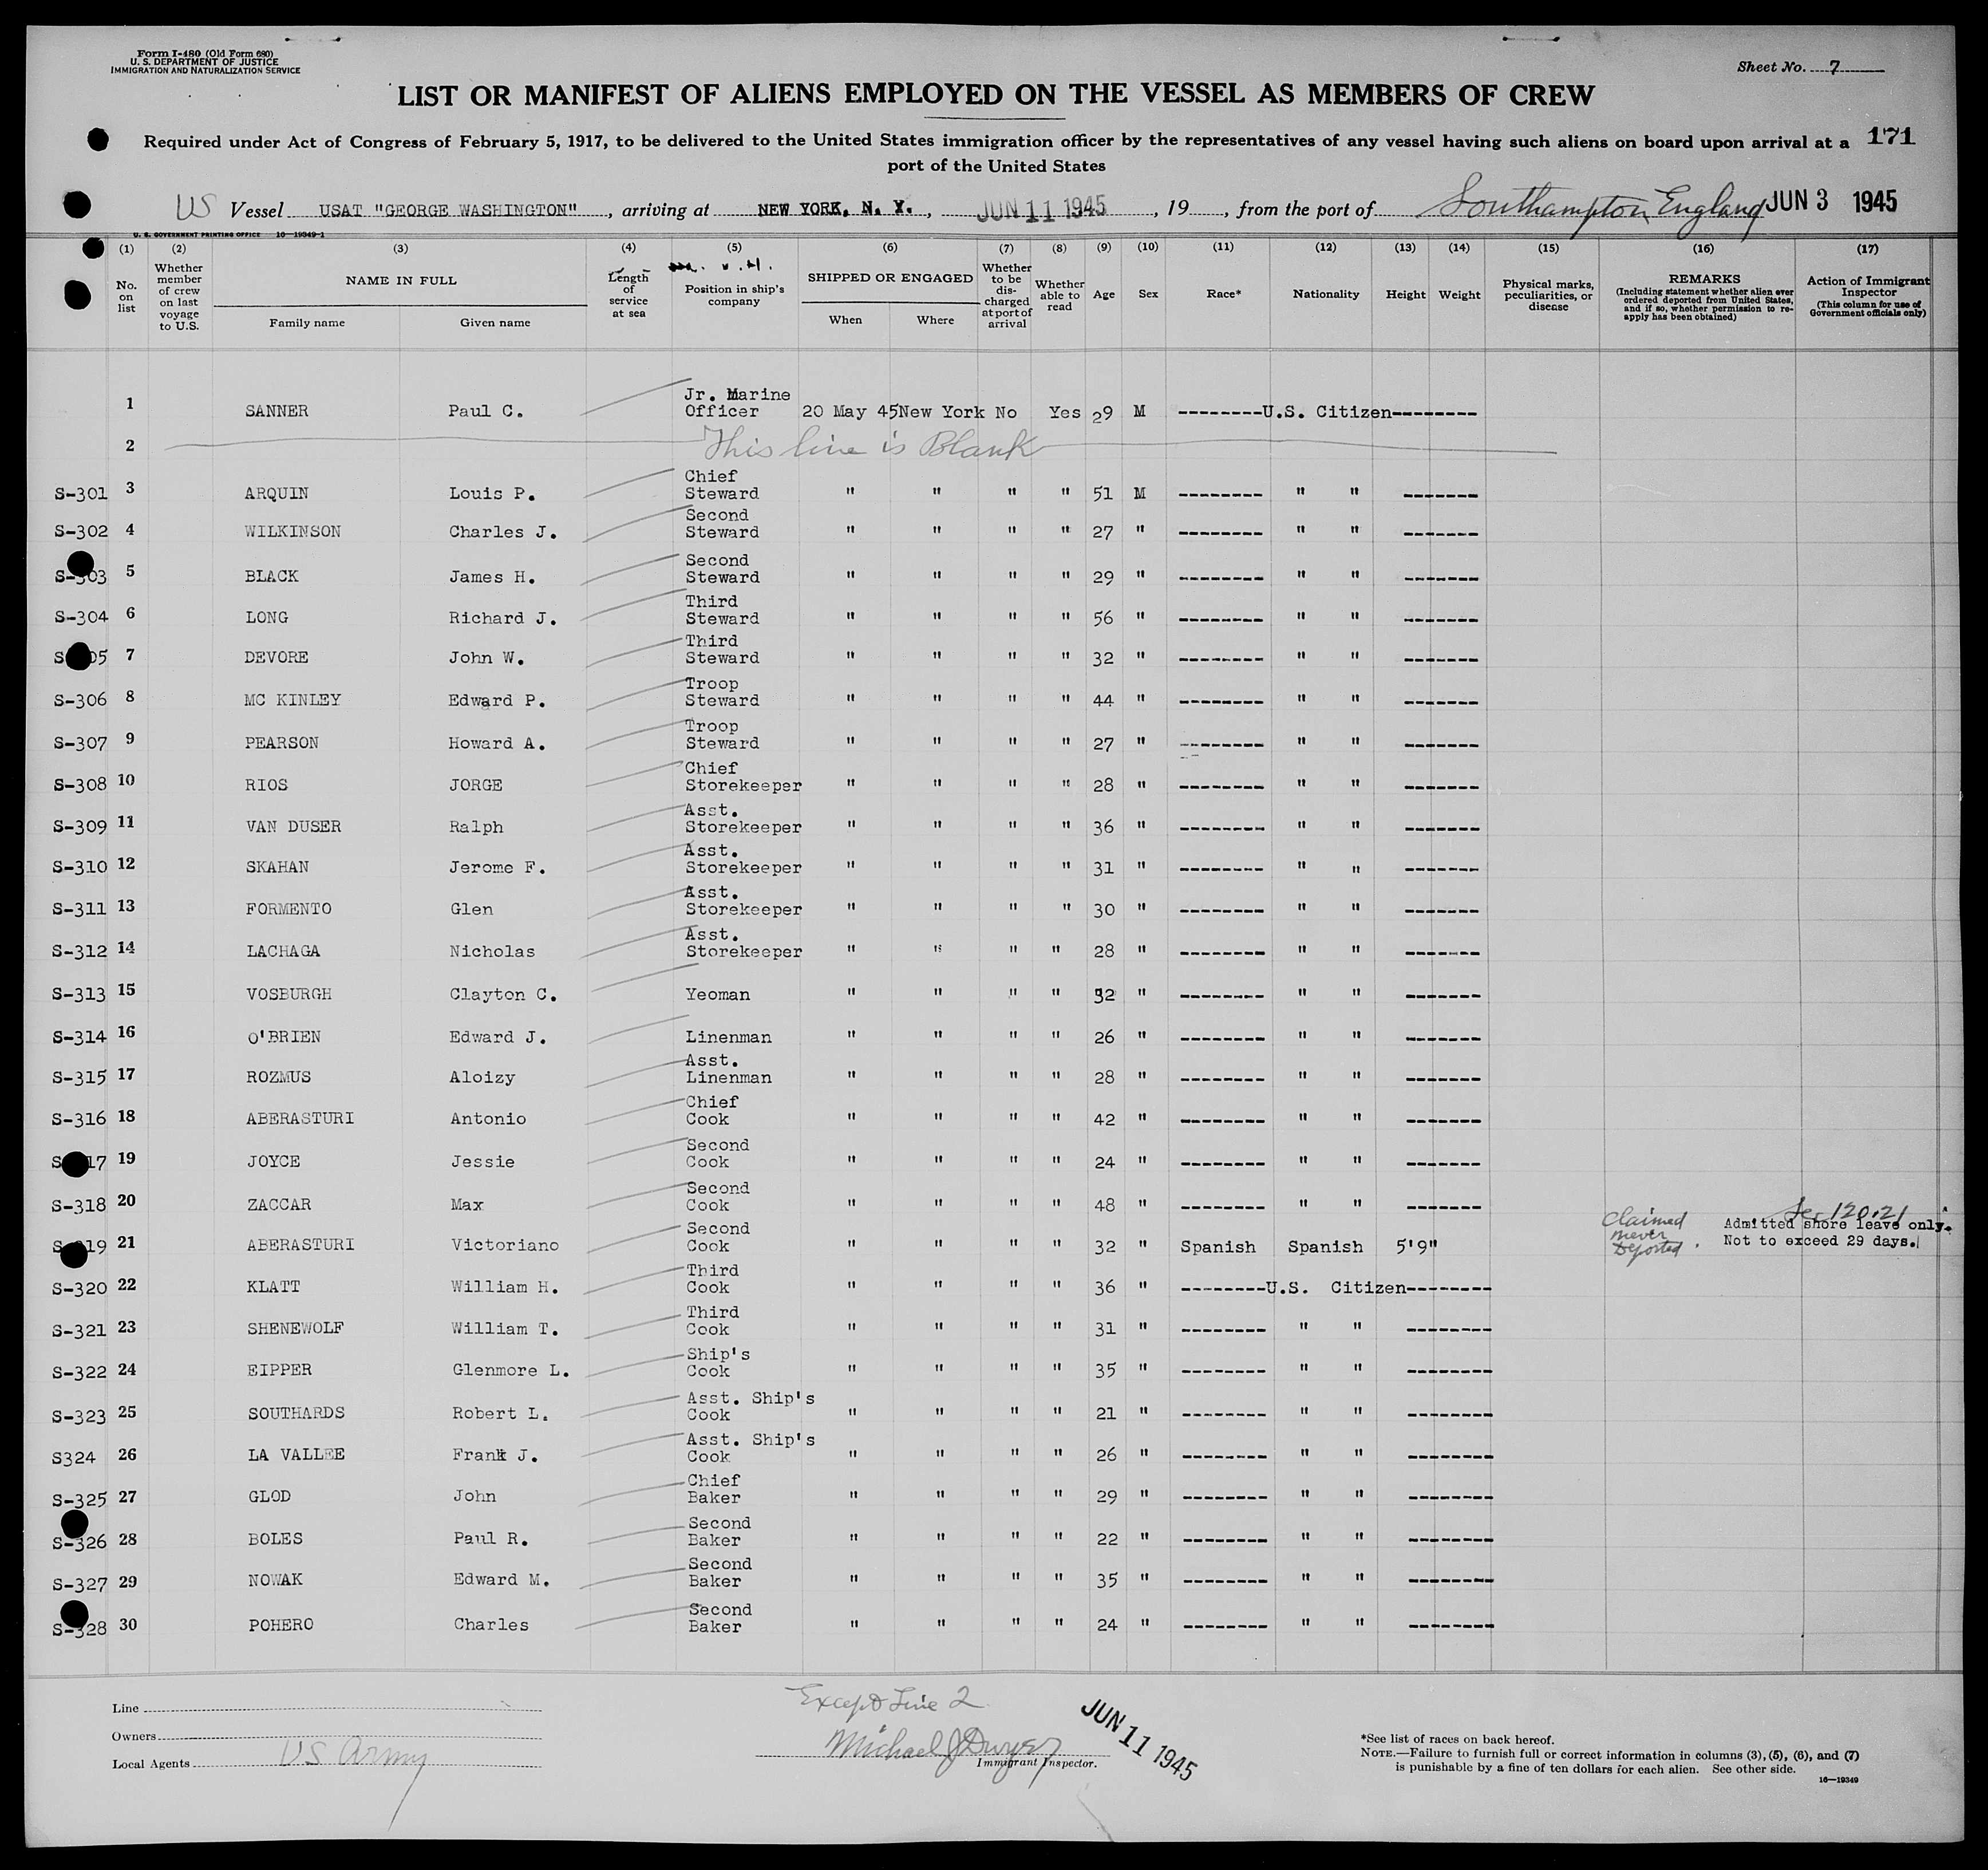 Form I-480 (Old Form 680)
U. S. DEPARTMENT OF JUSTICE
IMMIGRATION AND NATURALIZATION SERVICE
Sheet No. 7
LIST OR MANIFEST OF ALIENS EMPLOYED ON THE VESSEL AS MEMBERS OF CREW
Required under Act of Congress of February 5, 1917, to be delivered to the United States immigration officer by the representatives of any vessel having such aliens on board upon arrival at a 171
port of the United States
US Vessel USAT "GEORGE WASHINGTON" , arriving at NEW YORK, N. Y. , JUN 11 1945 , 19 , from the port of Southampton, England JUN 3 1945
U. S. GOVERNMENT PRINTING OFFICE 16—19349-1
(1) No. on list
(2) Whether member of crew on last voyage to U.S.
(3) NAME IN FULL
Family name Given name
(4) Length of service at sea
(5) Position in ship's company
(6) SHIPPED OR ENGAGED
When Where
(7) Whether to be discharged at port of arrival
(8) Whether able to read
(9) Age
(10) Sex
(11) Race*
(12) Nationality
(13) Height
(14) Weight
(15) Physical marks, peculiarities, or disease
(16) REMARKS (Including statement whether alien ever ordered deported from United States, and if so, whether permission to re-apply has been obtained)
(17) Action of Immigrant Inspector (This column for use of Government officials only)
1 SANNER Paul C. Jr. Marine Officer 20 May 45 New York No Yes 29 M --------U.S. Citizen--------
2 This line is Blank
S-301 3 ARQUIN Louis P. Chief Steward " " " " 51 M -------- " " -------
S-302 4 WILKINSON Charles J. Second Steward " " " " 27 " -------- " " -------
S-303 5 BLACK James H. Second Steward " " " " 29 " -------- " " -------
S-304 6 LONG Richard J. Third Steward " " " " 56 " -------- " " -------
S-305 7 DEVORE John W. Third Steward " " " " 32 " -------- " " -------
S-306 8 MC KINLEY Edward P. Troop Steward " " " " 44 " -------- " " -------
S-307 9 PEARSON Howard A. Troop Steward " " " " 27 " -------- " " -------
S-308 10 RIOS JORGE Chief Storekeeper " " " " 28 " -------- " " -------
S-309 11 VAN DUSER Ralph Asst. Storekeeper " " " " 36 " -------- " " -------
S-310 12 SKAHAN Jerome F. Asst. Storekeeper " " " " 31 " -------- " " -------
S-311 13 FORMENTO Glen Asst. Storekeeper " " " " 30 " -------- " " -------
S-312 14 LACHAGA Nicholas Asst. Storekeeper " " " " 28 " -------- " " -------
S-313 15 VOSBURGH Clayton C. Yeoman " " " " 32 " -------- " " -------
S-314 16 O'BRIEN Edward J. Linenman " " " " 26 " -------- " " -------
S-315 17 ROZMUS Aloizy Asst. Linenman " " " " 28 " -------- " " -------
S-316 18 ABERASTURI Antonio Chief Cook " " " " 42 " -------- " " -------
S-317 19 JOYCE Jessie Second Cook " " " " 24 " -------- " " -------
S-318 20 ZACCAR Max Second Cook " " " " 48 " -------- " " -------
S-319 21 ABERASTURI Victoriano Second Cook " " " " 32 " Spanish Spanish 5'9" Claimed never Deported. Sec 120.21 Admitted shore leave only. Not to exceed 29 days.
S-320 22 KLATT William H. Third Cook " " " " 36 " --------U.S. Citizen--------
S-321 23 SHENEWOLF William T. Third Cook " " " " 31 " -------- " " --------
S-322 24 EIPPER Glenmore L. Ship's Cook " " " " 35 " -------- " " --------
S-323 25 SOUTHARDS Robert L. Asst. Ship's Cook " " " " 21 " -------- " " --------
S324 26 LA VALLEE Frank J. Asst. Ship's Cook " " " " 26 " -------- " " --------
S-325 27 GLOD John Chief Baker " " " " 29 " -------- " " --------
S-326 28 BOLES Paul R. Second Baker " " " " 22 " -------- " " --------
S-327 29 NOWAK Edward M. Second Baker " " " " 35 " -------- " " --------
S-328 30 POHERO Charles Second Baker " " " " 24 " -------- " " --------
Line
Owners
Local Agents US Army
Except Line 2
Michael J Dwyer
Immigrant Inspector.
JUN 11 1945
*See list of races on back hereof.
NOTE.—Failure to furnish full or correct information in columns (3), (5), (6), and (7)
is punishable by a fine of ten dollars for each alien. See other side.
16—19349